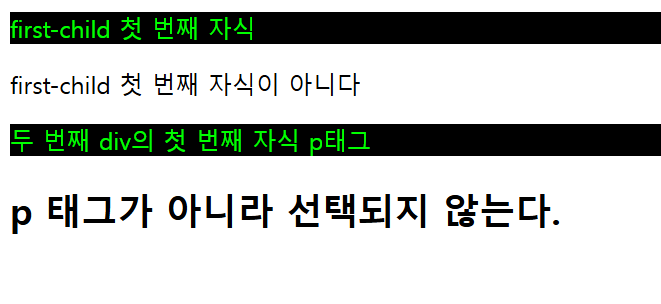 first-child 첫 번째 자식
first-child 첫 번째 자식이 아니다
두 번째 div의 첫 번째 자식 p태그
p 태그가 아니라 선택되지 않는다.